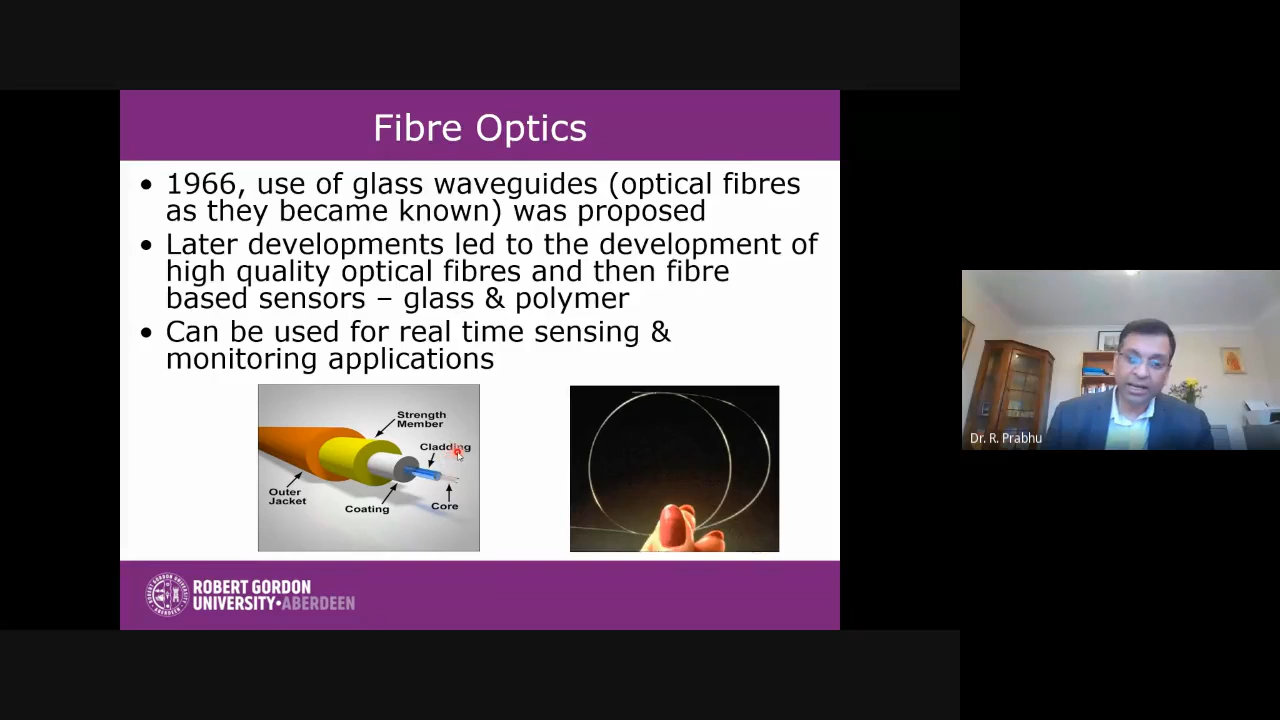 Fibre Optics
• 1966, use of glass waveguides (optical fibres
as they became known) was proposed
• Later developments led to the development of
high quality optical fibres and then fibre
based sensors – glass & polymer
• Can be used for real time sensing &
monitoring applications
Strength
Member
Cladding
Outer
Jacket
Coating
Core
ROBERT GORDON
UNIVERSITY•ABERDEEN
Dr. R. Prabhu